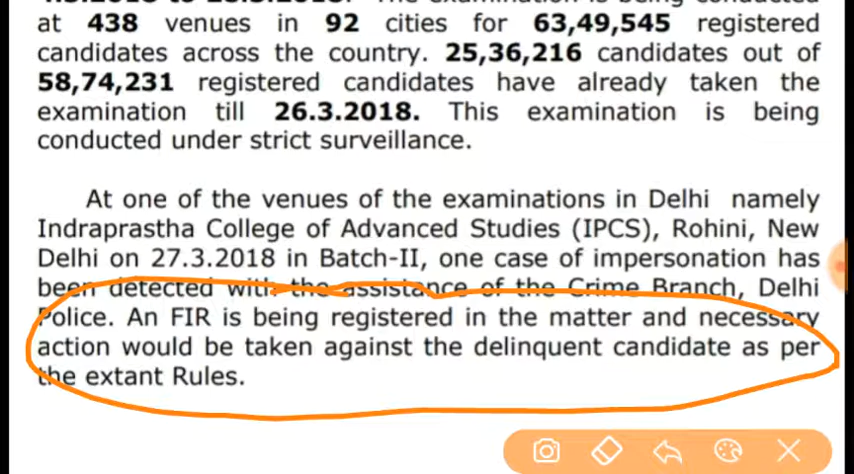 at 438 venues in 92 cities for 63,49,545 registered
candidates across the country. 25,36,216 candidates out of
58,74,231 registered candidates have already taken the
examination till 26.3.2018. This examination is being
conducted under strict surveillance.
At one of the venues of the examinations in Delhi namely
Indraprastha College of Advanced Studies (IPCS), Rohini, New
Delhi on 27.3.2018 in Batch-II, one case of impersonation has
been detected with the assistance of the Crime Branch, Delhi
Police. An FIR is being registered in the matter and necessary
action would be taken against the delinquent candidate as per
the extant Rules.